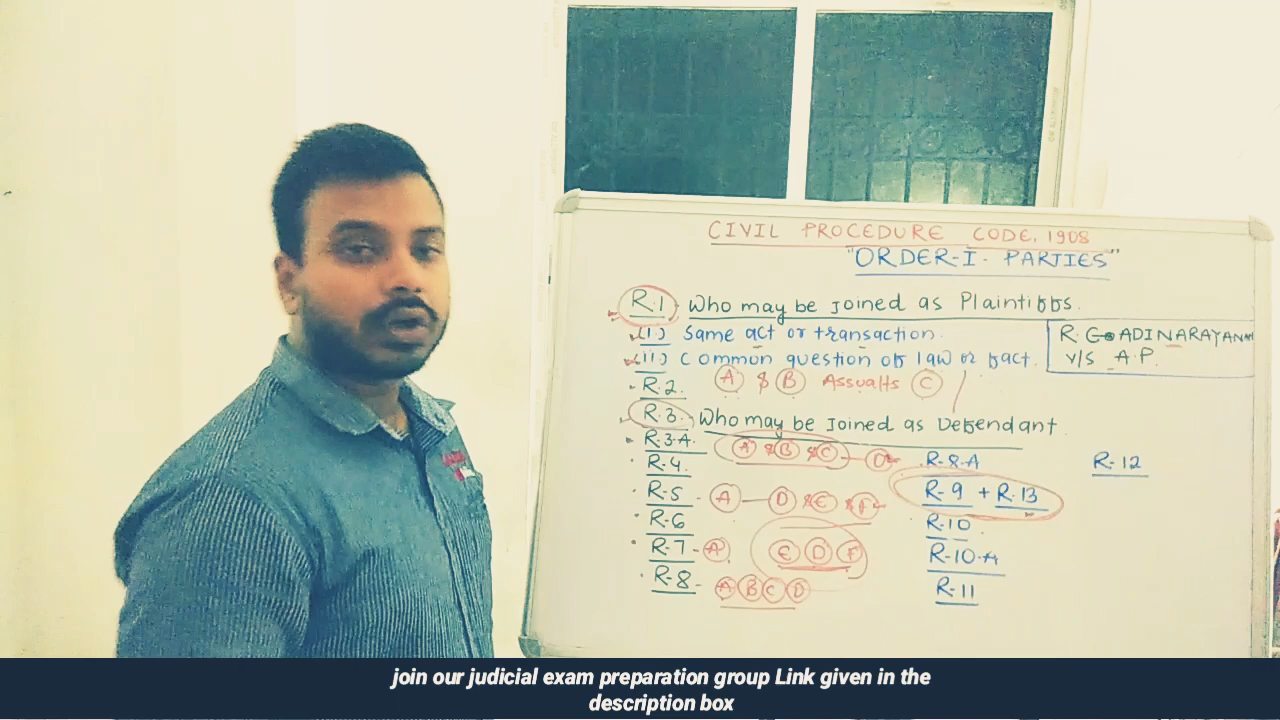 CIVIL PROCEDURE CODE, 1908
"ORDER-I- PARTIES"
R.1 Who may be Joined as Plaintiffs.
(i) Same act or transaction.
(ii) Common question of law or fact.
R. G ADINARAYANAN
V/S A.P.
R.2. A & B Assualts C
R.3. Who may be Joined as Defendant
R.3-A. A & B & C — D
R.4.
R.5 - A — D & E & F
R.6
R.7 - A E D F
R.8 - A B C D
R.8-A
R-9 + R.13
R.10
R-10-A
R-11
R-12
join our judicial exam preparation group Link given in the
description box